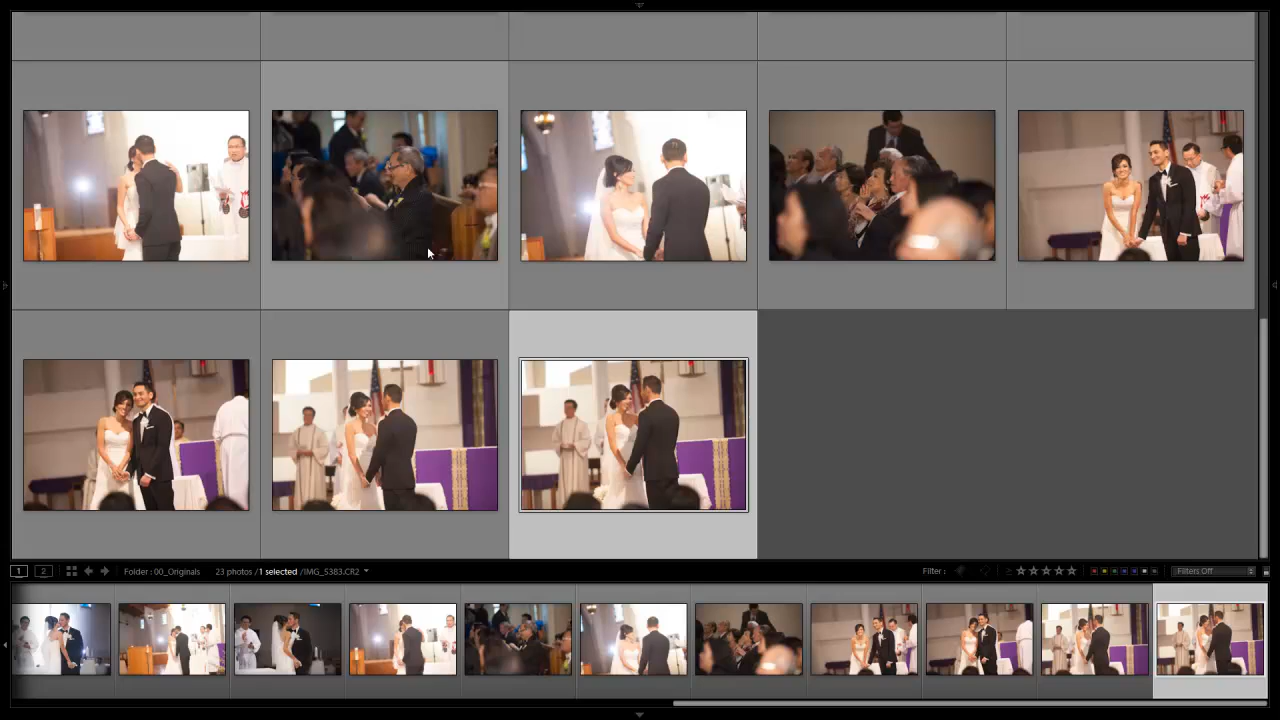 1 2 Folder : 00_Originals 23 photos / 1 selected / IMG_5383.CR2 Filter : Filters Off